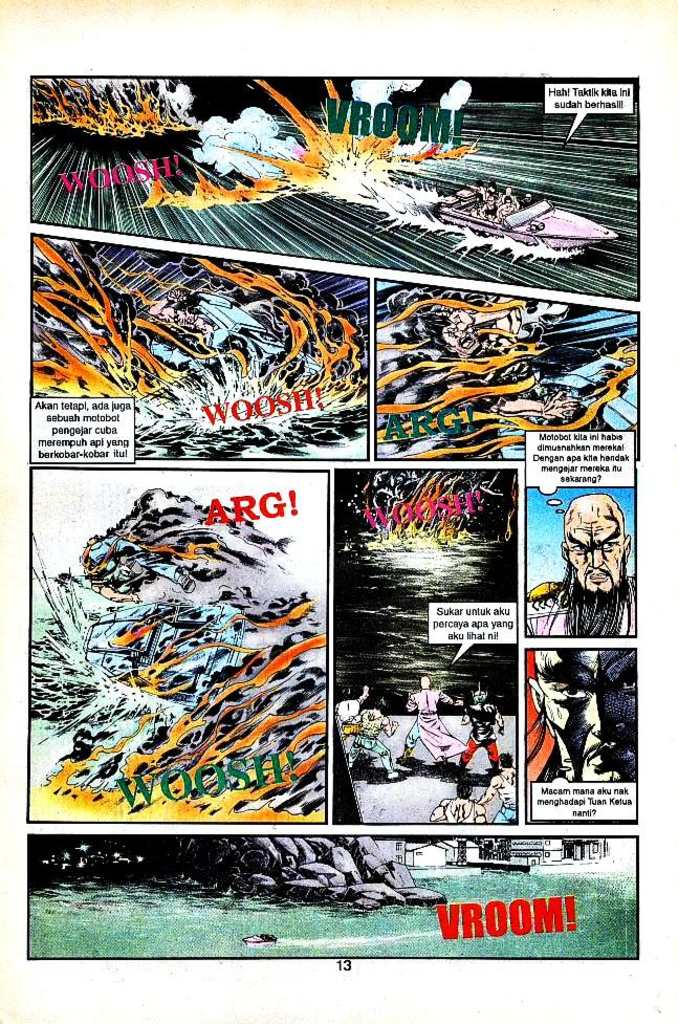 Hah! Taktik kita ini
sudah berhasil!
VROOM!
WOOSH!
Akan tetapi, ada juga
sebuah motobot
pengejar cuba
merempuh api yang
berkobar-kobar itu!
WOOSH!
ARG!
Motobot kita ini habis
dimusnahkan mereka!
Dengan apa kita hendak
mengejar mereka itu
sekarang?
ARG!
WOOSH!
WOOSH!
Sukar untuk aku
percaya apa yang
aku lihat ni!
Macam mana aku nak
menghadapi Tuan Ketua
nanti?
VROOM!
13